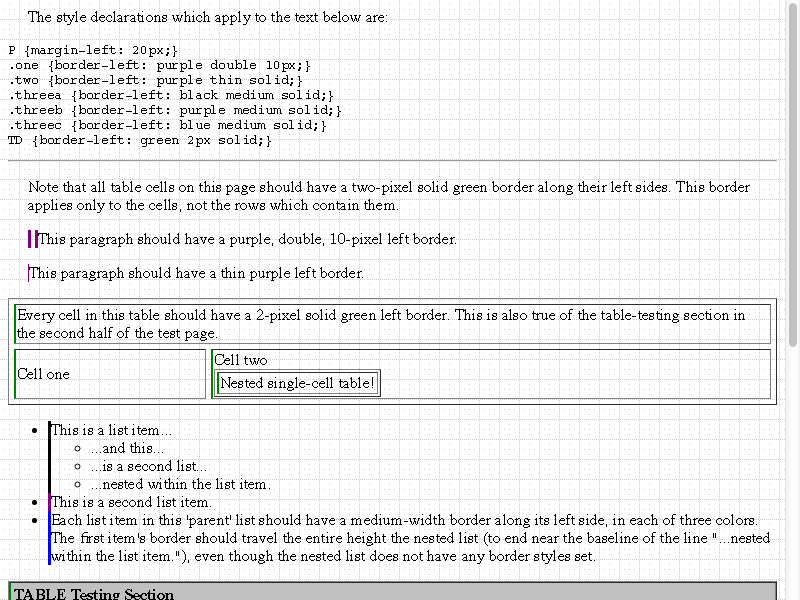 The style declarations which apply to the text below are:
P {margin-left: 20px;}
.one {border-left: purple double 10px;}
.two {border-left: purple thin solid;}
.threea {border-left: black medium solid;}
.threeb {border-left: purple medium solid;}
.threec {border-left: blue medium solid;}
TD {border-left: green 2px solid;}
Note that all table cells on this page should have a two-pixel solid green border along their left sides. This border
applies only to the cells, not the rows which contain them.
This paragraph should have a purple, double, 10-pixel left border.
This paragraph should have a thin purple left border.
Every cell in this table should have a 2-pixel solid green left border. This is also true of the table-testing section in
the second half of the test page.
Cell one
Cell two
Nested single-cell table!
This is a list item...
...and this...
...is a second list...
...nested within the list item.
This is a second list item.
Each list item in this 'parent' list should have a medium-width border along its left side, in each of three colors.
The first item's border should travel the entire height the nested list (to end near the baseline of the line "...nested
within the list item."), even though the nested list does not have any border styles set.
TABLE Testing Section